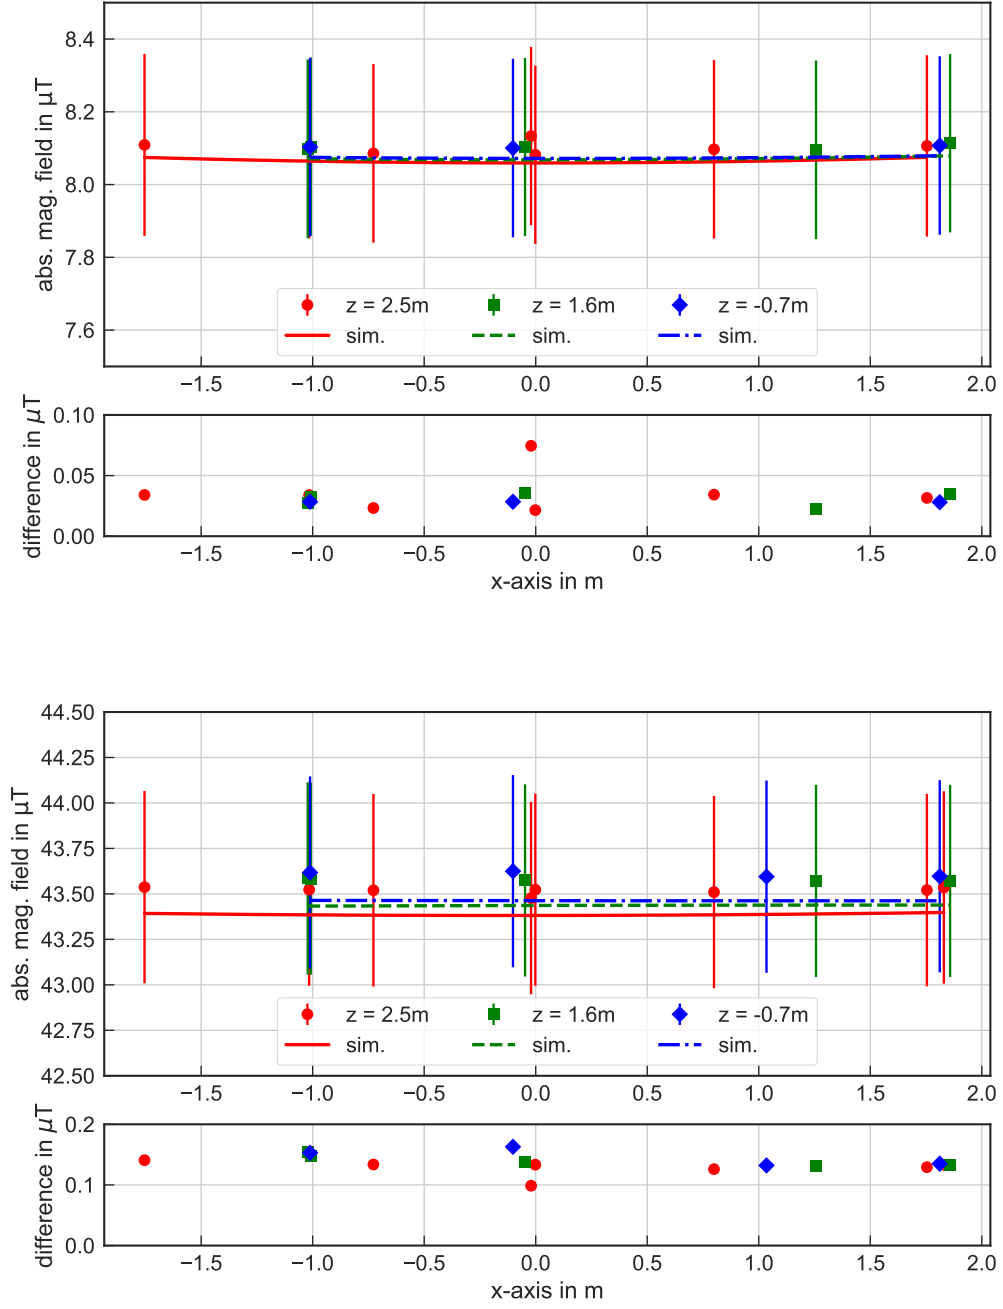 8.4
8.2
8.0
7.8
7.6
abs. mag. field in µT
z = 2.5m z = 1.6m z = -0.7m
sim. sim. sim.
−1.5 −1.0 −0.5 0.0 0.5 1.0 1.5 2.0
0.10
0.05
0.00
difference in µT
−1.5 −1.0 −0.5 0.0 0.5 1.0 1.5 2.0
x-axis in m
44.50
44.25
44.00
43.75
43.50
43.25
43.00
42.75
42.50
abs. mag. field in µT
z = 2.5m z = 1.6m z = -0.7m
sim. sim. sim.
−1.5 −1.0 −0.5 0.0 0.5 1.0 1.5 2.0
0.2
0.1
0.0
difference in µT
−1.5 −1.0 −0.5 0.0 0.5 1.0 1.5 2.0
x-axis in m